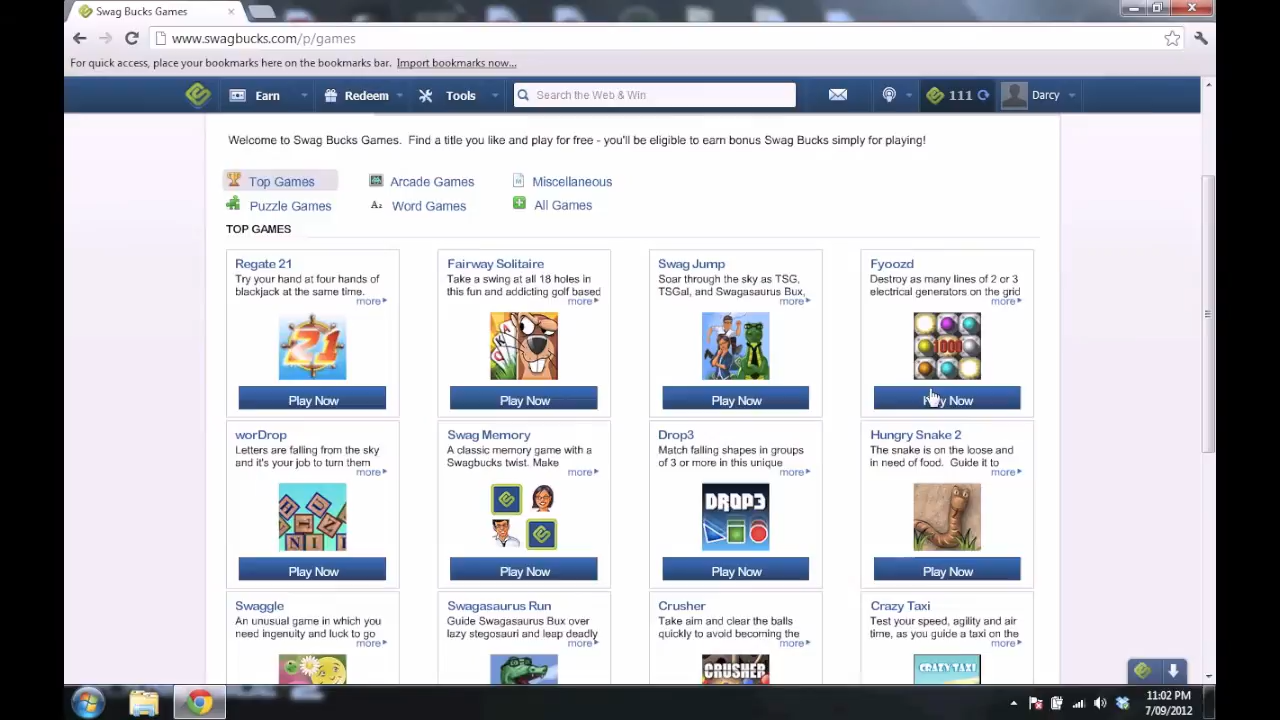 Swag Bucks Games
www.swagbucks.com/p/games
For quick access, place your bookmarks here on the bookmarks bar. Import bookmarks now...
Earn Redeem Tools Search the Web & Win 111 Darcy
Welcome to Swag Bucks Games. Find a title you like and play for free - you'll be eligible to earn bonus Swag Bucks simply for playing!
Top Games Arcade Games Miscellaneous
Puzzle Games Word Games All Games
TOP GAMES
Regate 21
Try your hand at four hands of
blackjack at the same time.
more
21
Play Now
Fairway Solitaire
Take a swing at all 18 holes in
this fun and addicting golf based
more
Play Now
Swag Jump
Soar through the sky as TSG,
TSGal, and Swagasaurus Bux,
more
Play Now
Fyoozd
Destroy as many lines of 2 or 3
electrical generators on the grid
more
1000
Play Now
worDrop
Letters are falling from the sky
and it's your job to turn them
more
Play Now
Swag Memory
A classic memory game with a
Swagbucks twist. Make
more
Play Now
Drop3
Match falling shapes in groups
of 3 or more in this unique
more
DROP3
Play Now
Hungry Snake 2
The snake is on the loose and
in need of food. Guide it to
more
Play Now
Swaggle
An unusual game in which you
need ingenuity and luck to go
more
Swagasaurus Run
Guide Swagasaurus Bux over
lazy stegosauri and leap deadly
more
Crusher
Take aim and clear the balls
quickly to avoid becoming the
more
CRUSHER
Crazy Taxi
Test your speed, agility and air
time, as you guide a taxi on the
more
CRAZY TAXI
11:02 PM
7/09/2012